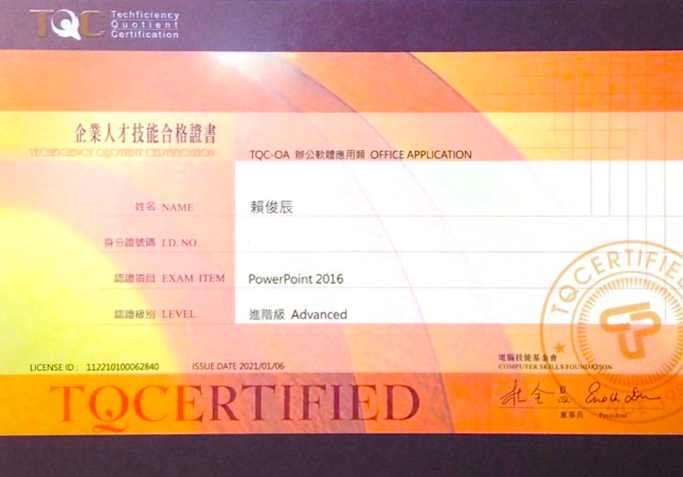 TQC Techficiency
Quotient
Certification
企業人才技能合格證書
TECHFICIENCY QUOTIENT CERTIFICATION
TQC-OA 辦公軟體應用類 OFFICE APPLICATION
姓名 NAME 賴俊辰
身分證號碼 I.D. NO.
認證項目 EXAM ITEM PowerPoint 2016
認證級別 LEVEL 進階級 Advanced
TQCERTIFIED
LICENSE ID : 112210100062840 ISSUE DATE 2021/01/06
電腦技能基金會
COMPUTER SKILLS FOUNDATION
TQCERTIFIED
董事長 President